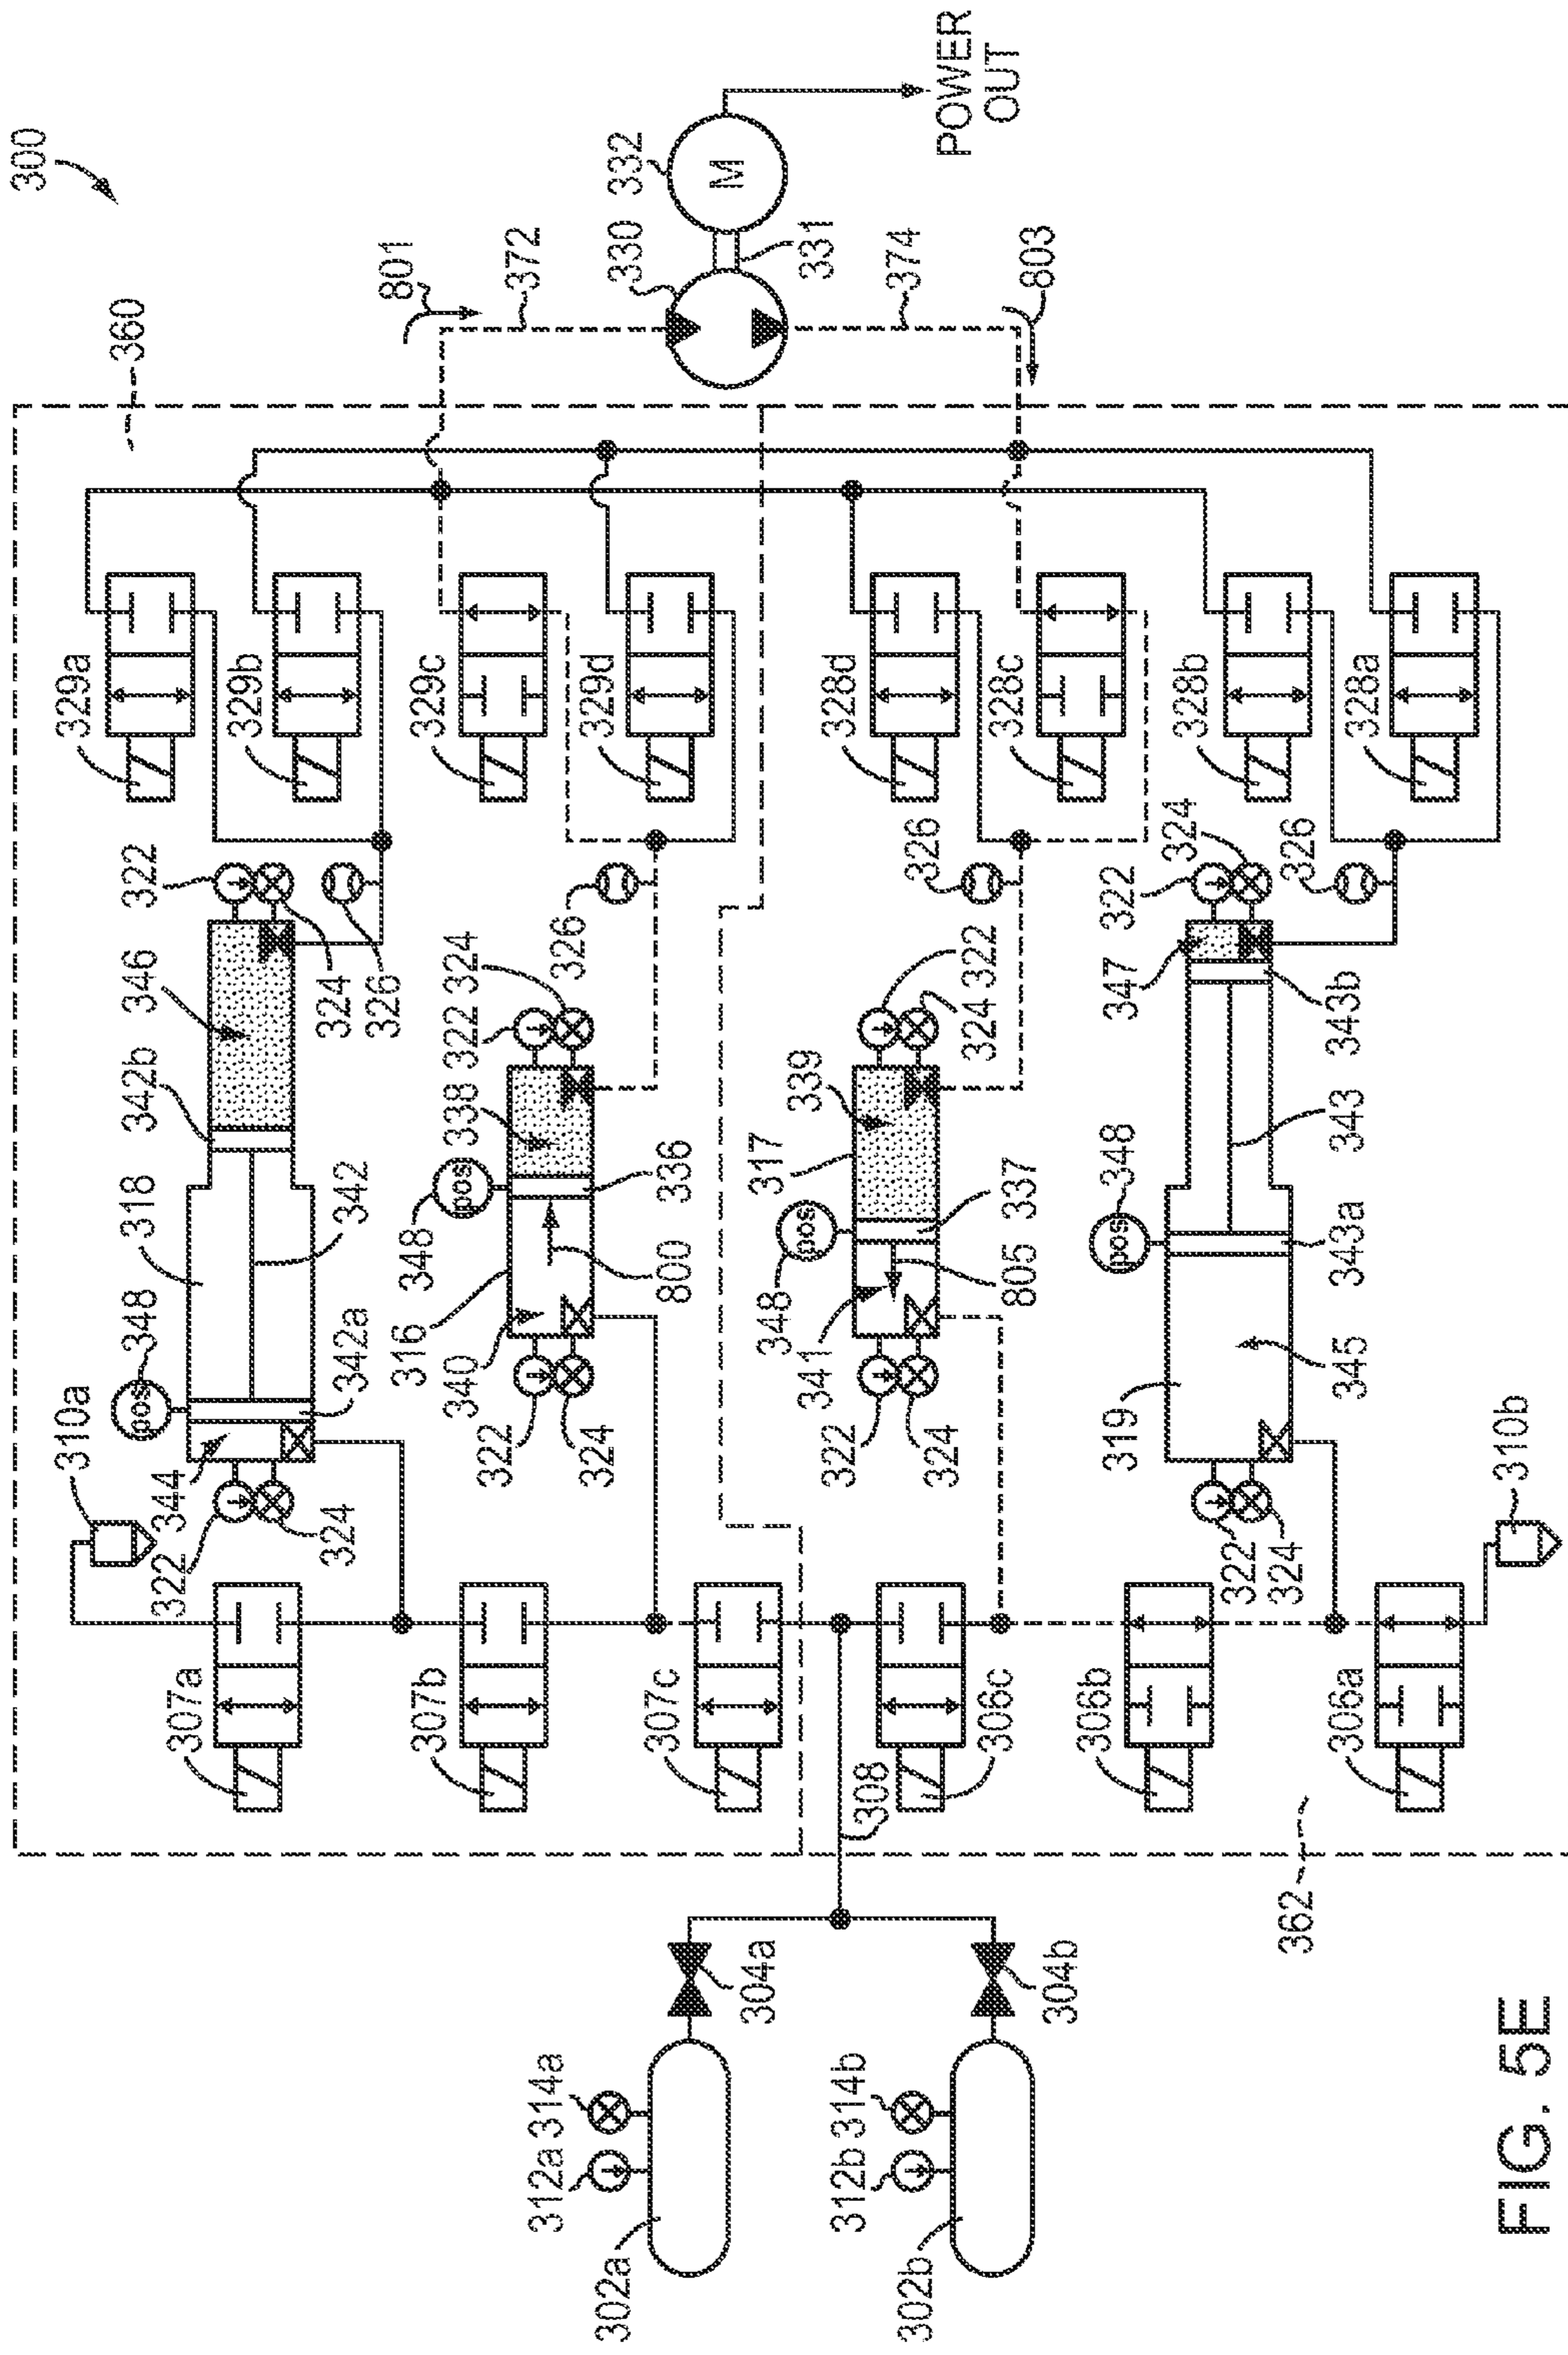 300
310a
329a
348
318
342b
346
322
360
322
344
pos
307a
329b
324
342a
342
324
326
801
316
348
307b
329c
340
338
322
324
372
322
pos
326
302a
312a
314a
324
800
336
329d
330
332
307c
304a
348
317
339
M
331
341
pos
328d
326
302b
312b
314b
308
322
374
POWER
OUT
324
805
337
324
322
306c
328c
803
304b
319
348
347
322
306b
pos
328b
324
362
322
345
343
326
324
343a
343b
306a
328a
310b
FIG. 5E